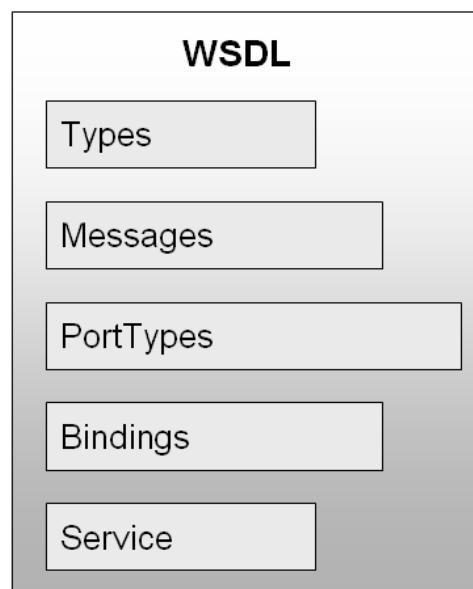 WSDL
Types
Messages
PortTypes
Bindings
Service